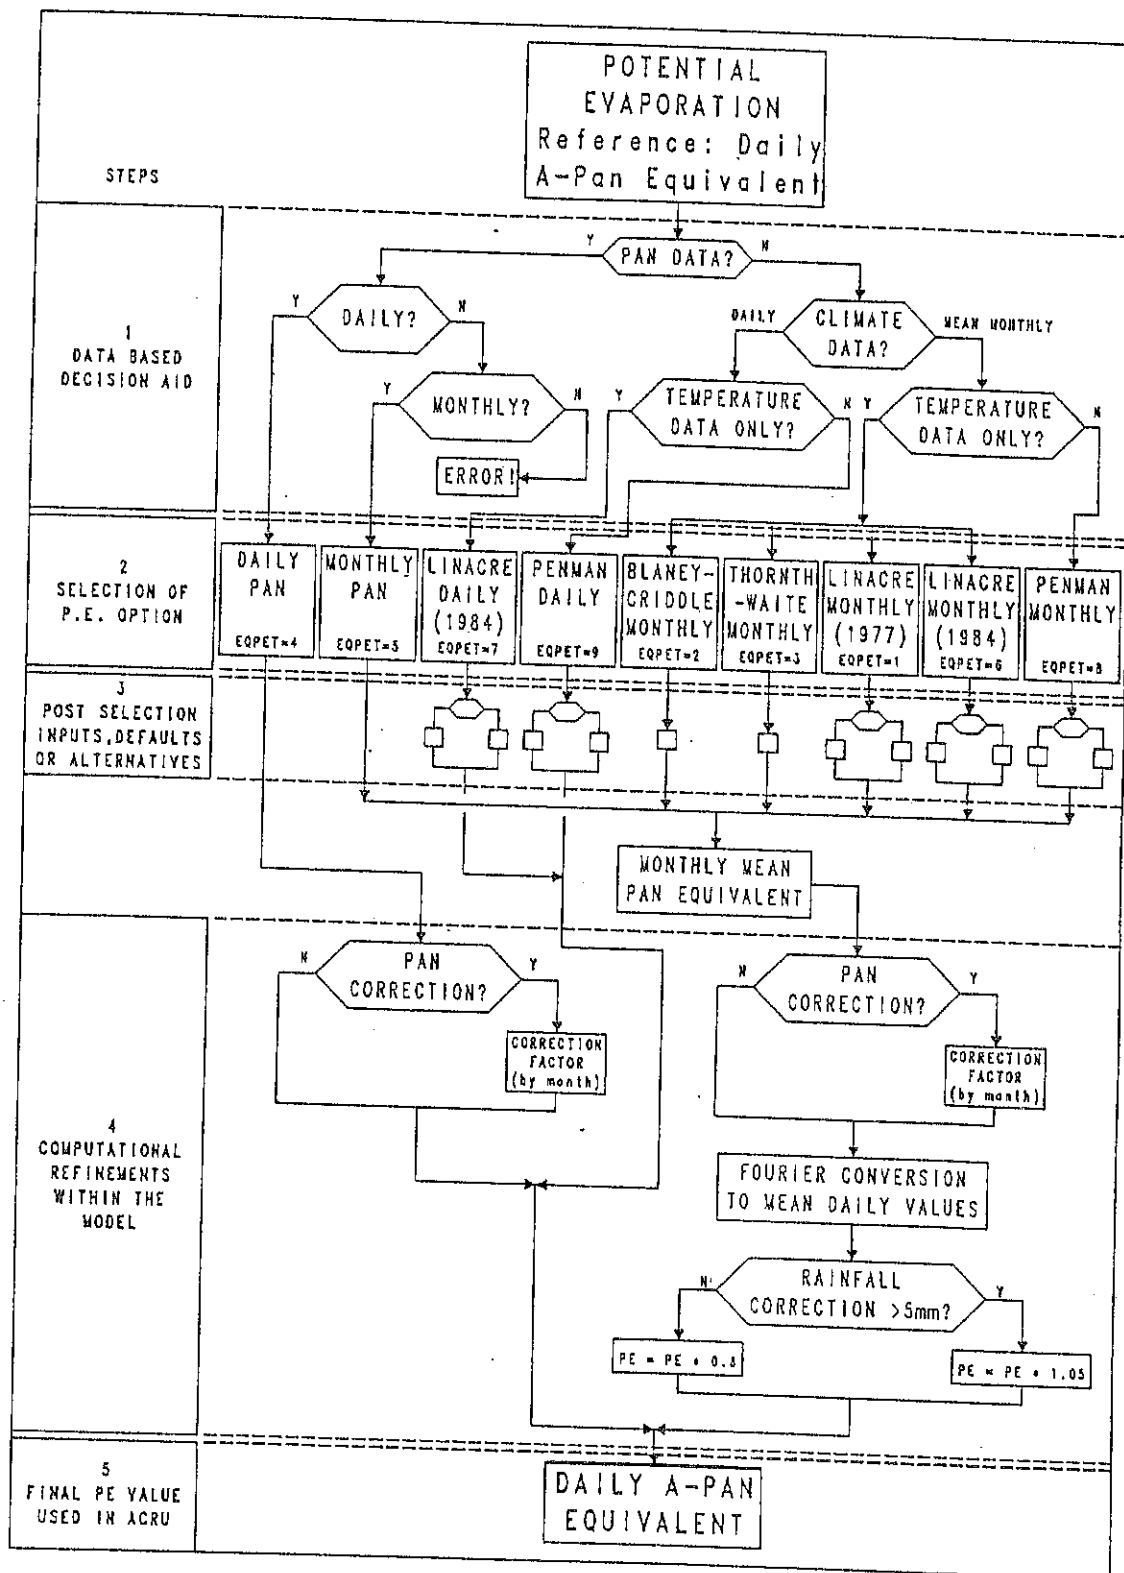 POTENTIAL
EVAPORATION
Reference: Daily
A-Pan Equivalent
STEPS
Y
PAN DATA?
N
1
DATA BASED
DECISION AID
Y
DAILY?
N
DAILY
CLIMATE
DATA?
MEAN MONTHLY
Y
MONTHLY?
N
ERROR!
Y
TEMPERATURE
DATA ONLY?
N
Y
TEMPERATURE
DATA ONLY?
N
2
SELECTION OF
P.E. OPTION
DAILY
PAN
EQPET=4
MONTHLY
PAN
EQPET=5
LINACRE
DAILY
(1984)
EQPET=7
PENMAN
DAILY
EQPET=9
BLANEY-
CRIDDLE
MONTHLY
EQPET=2
THORNTH
-WAITE
MONTHLY
EQPET=3
LINACRE
MONTHLY
(1977)
EQPET=1
LINACRE
MONTHLY
(1984)
EQPET=6
PENMAN
MONTHLY
EQPET=8
3
POST SELECTION
INPUTS,DEFAULTS
OR ALTERNATIVES
MONTHLY MEAN
PAN EQUIVALENT
4
COMPUTATIONAL
REFINEMENTS
WITHIN THE
MODEL
N
PAN
CORRECTION?
Y
CORRECTION
FACTOR
(by month)
N
PAN
CORRECTION?
Y
CORRECTION
FACTOR
(by month)
FOURIER CONVERSION
TO MEAN DAILY VALUES
N
RAINFALL
CORRECTION >5mm?
Y
PE = PE * 0.8
PE = PE * 1.05
5
FINAL PE VALUE
USED IN ACRU
DAILY A-PAN
EQUIVALENT